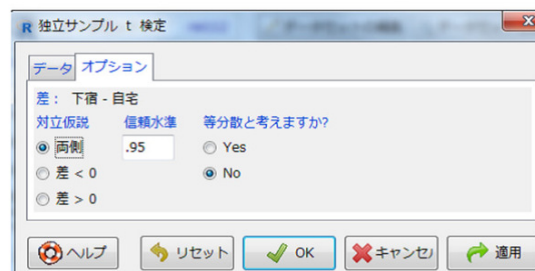 R 独立サンプル t 検定
データ オプション
差： 下宿 - 自宅
対立仮説 信頼水準 等分散と考えますか?
両側 .95 Yes
差 < 0 No
差 > 0
ヘルプ リセット OK キャンセル 適用